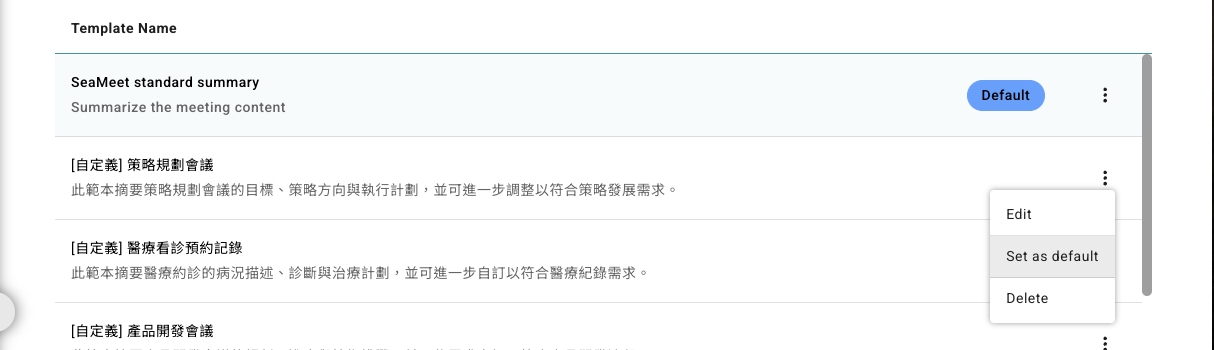 Template Name
SeaMeet standard summary
Summarize the meeting content
Default
[自定義] 策略規劃會議
此範本摘要策略規劃會議的目標、策略方向與執行計劃，並可進一步調整以符合策略發展需求。
Edit
Set as default
Delete
[自定義] 醫療看診預約記錄
此範本摘要醫療約診的病況描述、診斷與治療計劃，並可進一步自訂以符合醫療紀錄需求。
[自定義] 產品開發會議